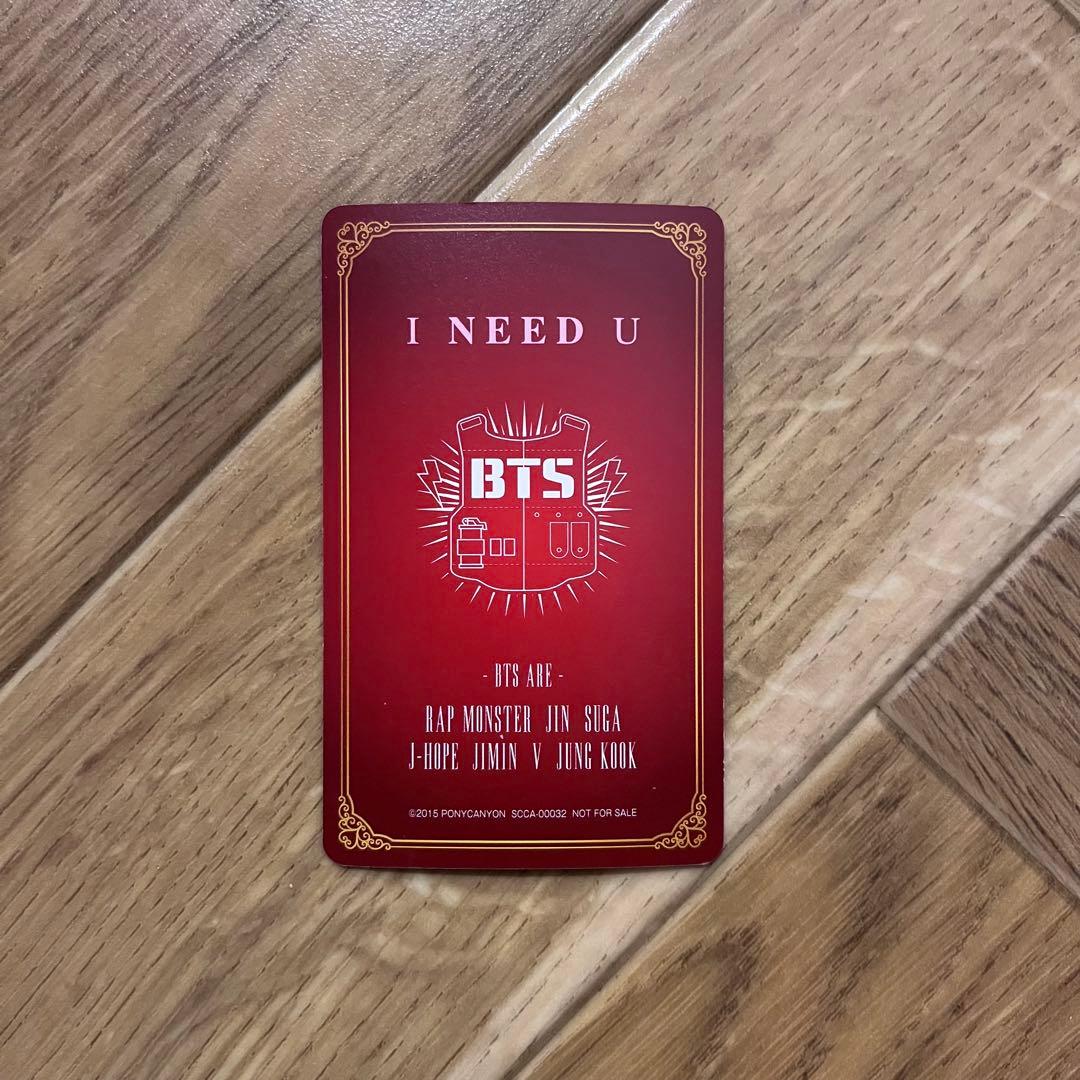 I NEED U
BTS
- BTS ARE -
RAP MONSTER JIN SUGA
J-HOPE JIMIN V JUNG KOOK
©2015 PONYCANYON SCCA-00032 NOT FOR SALE